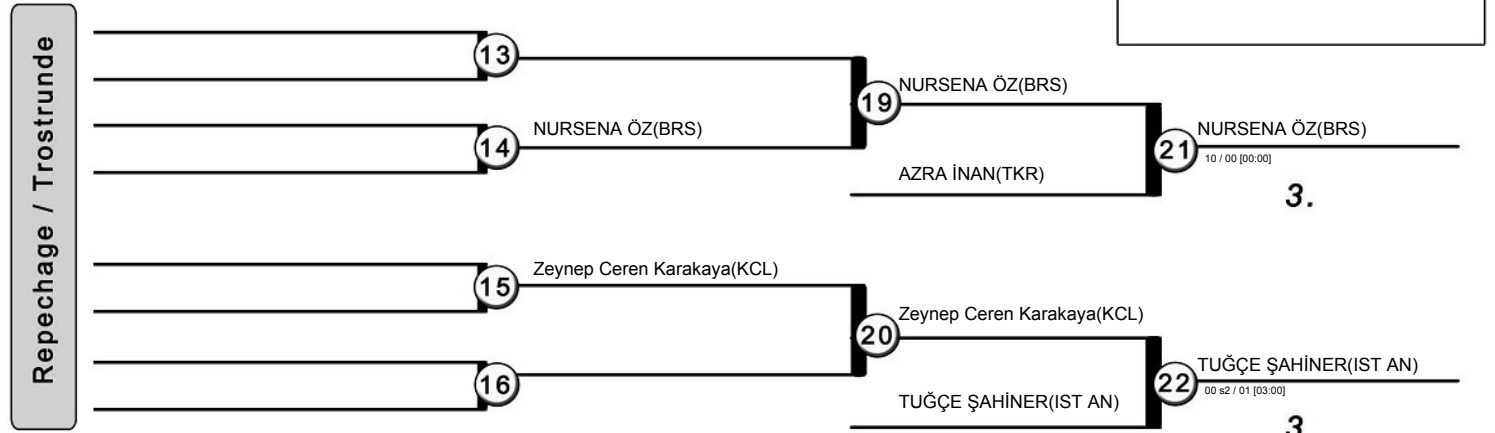 Repechage / Trostrunde
13
14
NURSENA ÖZ(BRS)
19
NURSENA ÖZ(BRS)
AZRA İNAN(TKR)
21
NURSENA ÖZ(BRS)
10 / 00 [00:00]
3.
15
Zeynep Ceren Karakaya(KCL)
16
20
Zeynep Ceren Karakaya(KCL)
TUĞÇE ŞAHİNER(IST AN)
22
TUĞÇE ŞAHİNER(IST AN)
00 s2 / 01 [03:00]
3